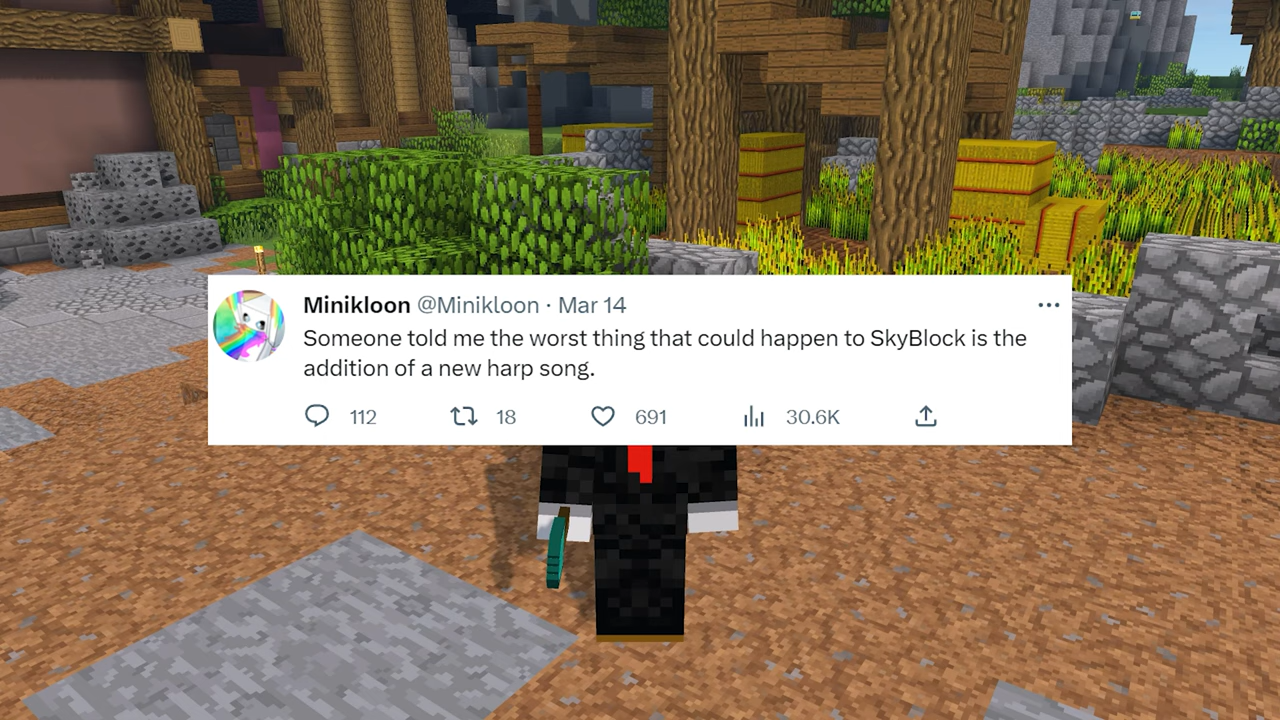 Minikloon @Minikloon · Mar 14
Someone told me the worst thing that could happen to SkyBlock is the
addition of a new harp song.
112 18 691 30.6K